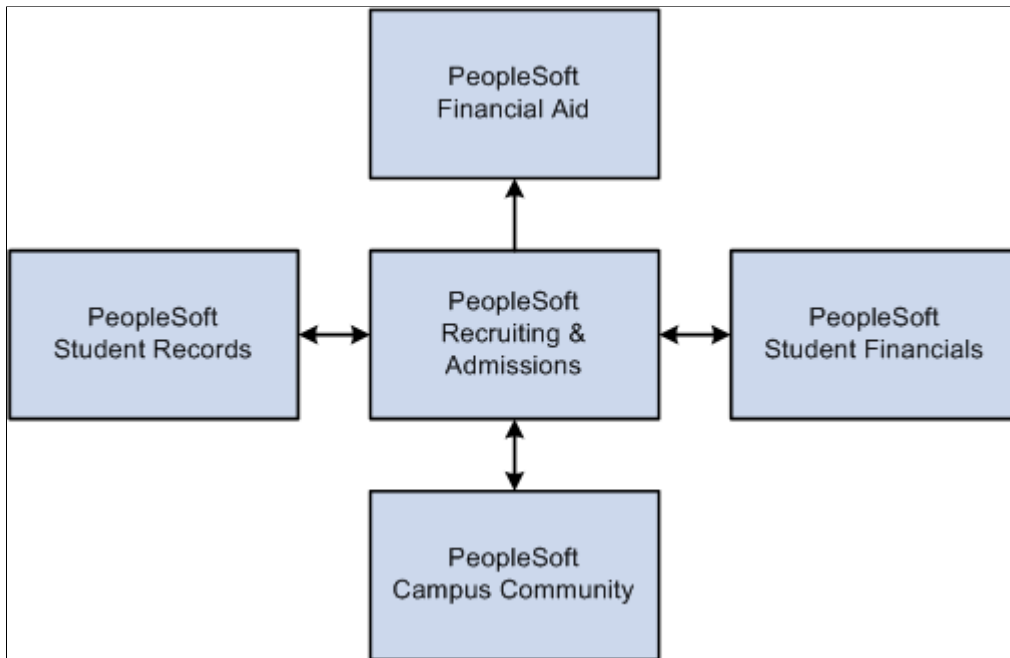 PeopleSoft
Financial Aid
PeopleSoft
Student Records
PeopleSoft
Recruiting &
Admissions
PeopleSoft
Student Financials
PeopleSoft
Campus Community